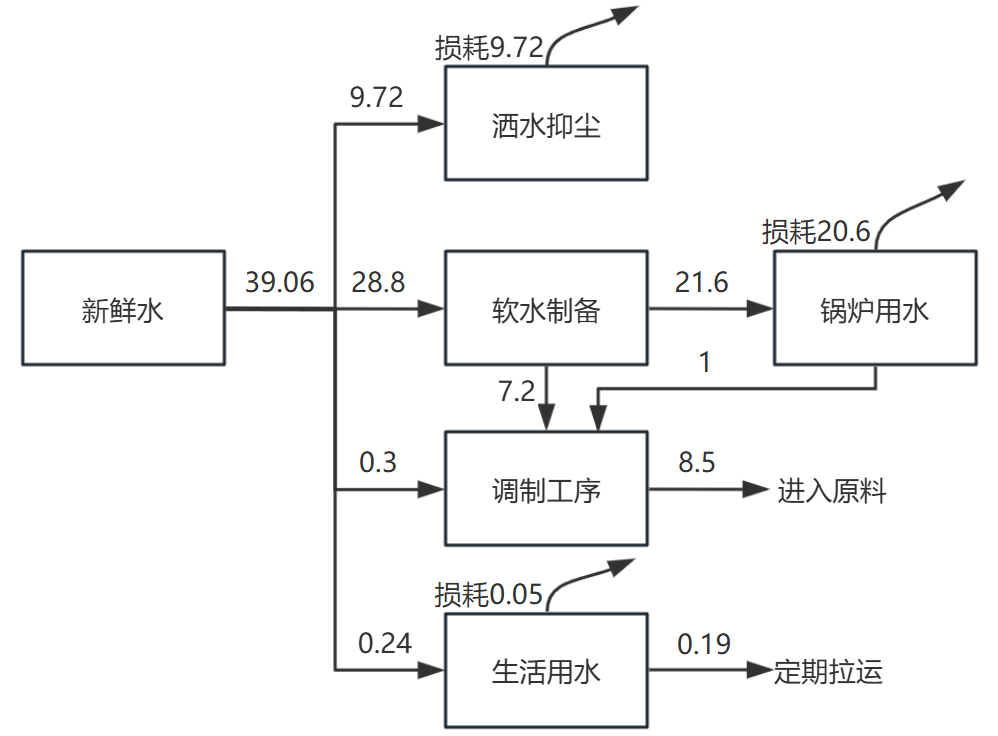 损耗9.72
9.72
洒水抑尘
损耗20.6
新鲜水
39.06
28.8
软水制备
21.6
锅炉用水
7.2
1
0.3
调制工序
8.5
进入原料
损耗0.05
0.24
生活用水
0.19
定期拉运